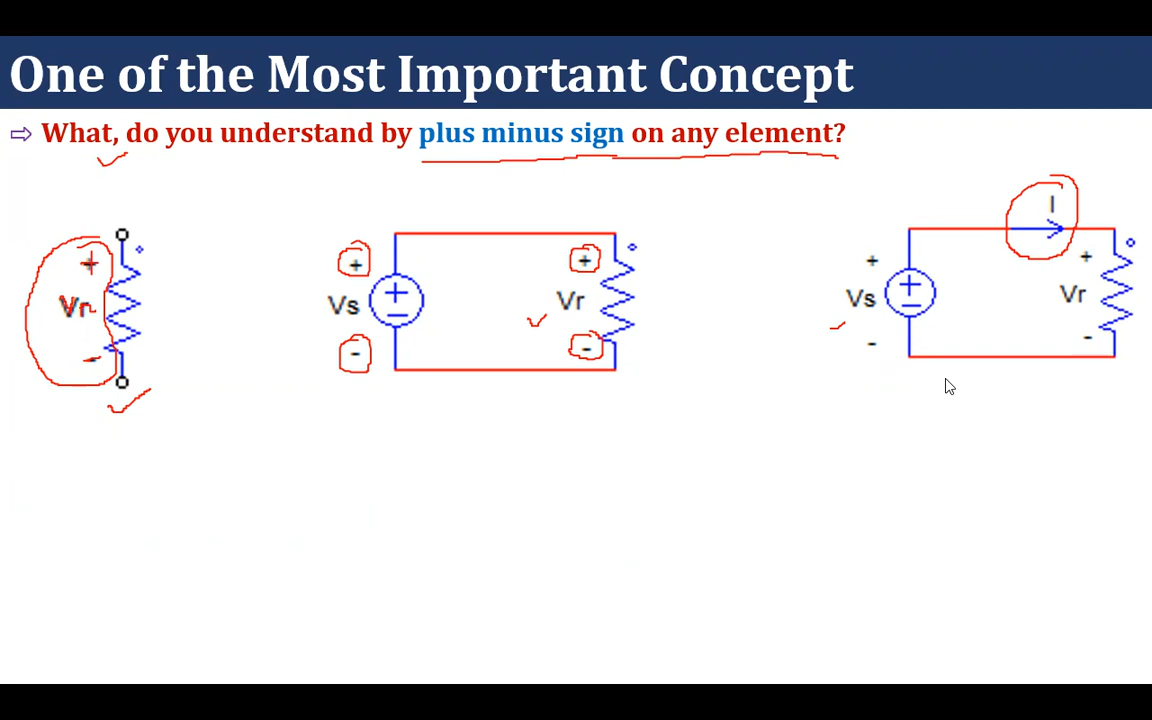 One of the Most Important Concept
⇨ What, do you understand by plus minus sign on any element?
I
+ + + + +
Vr Vs + − Vr Vs + − Vr
- - - - -